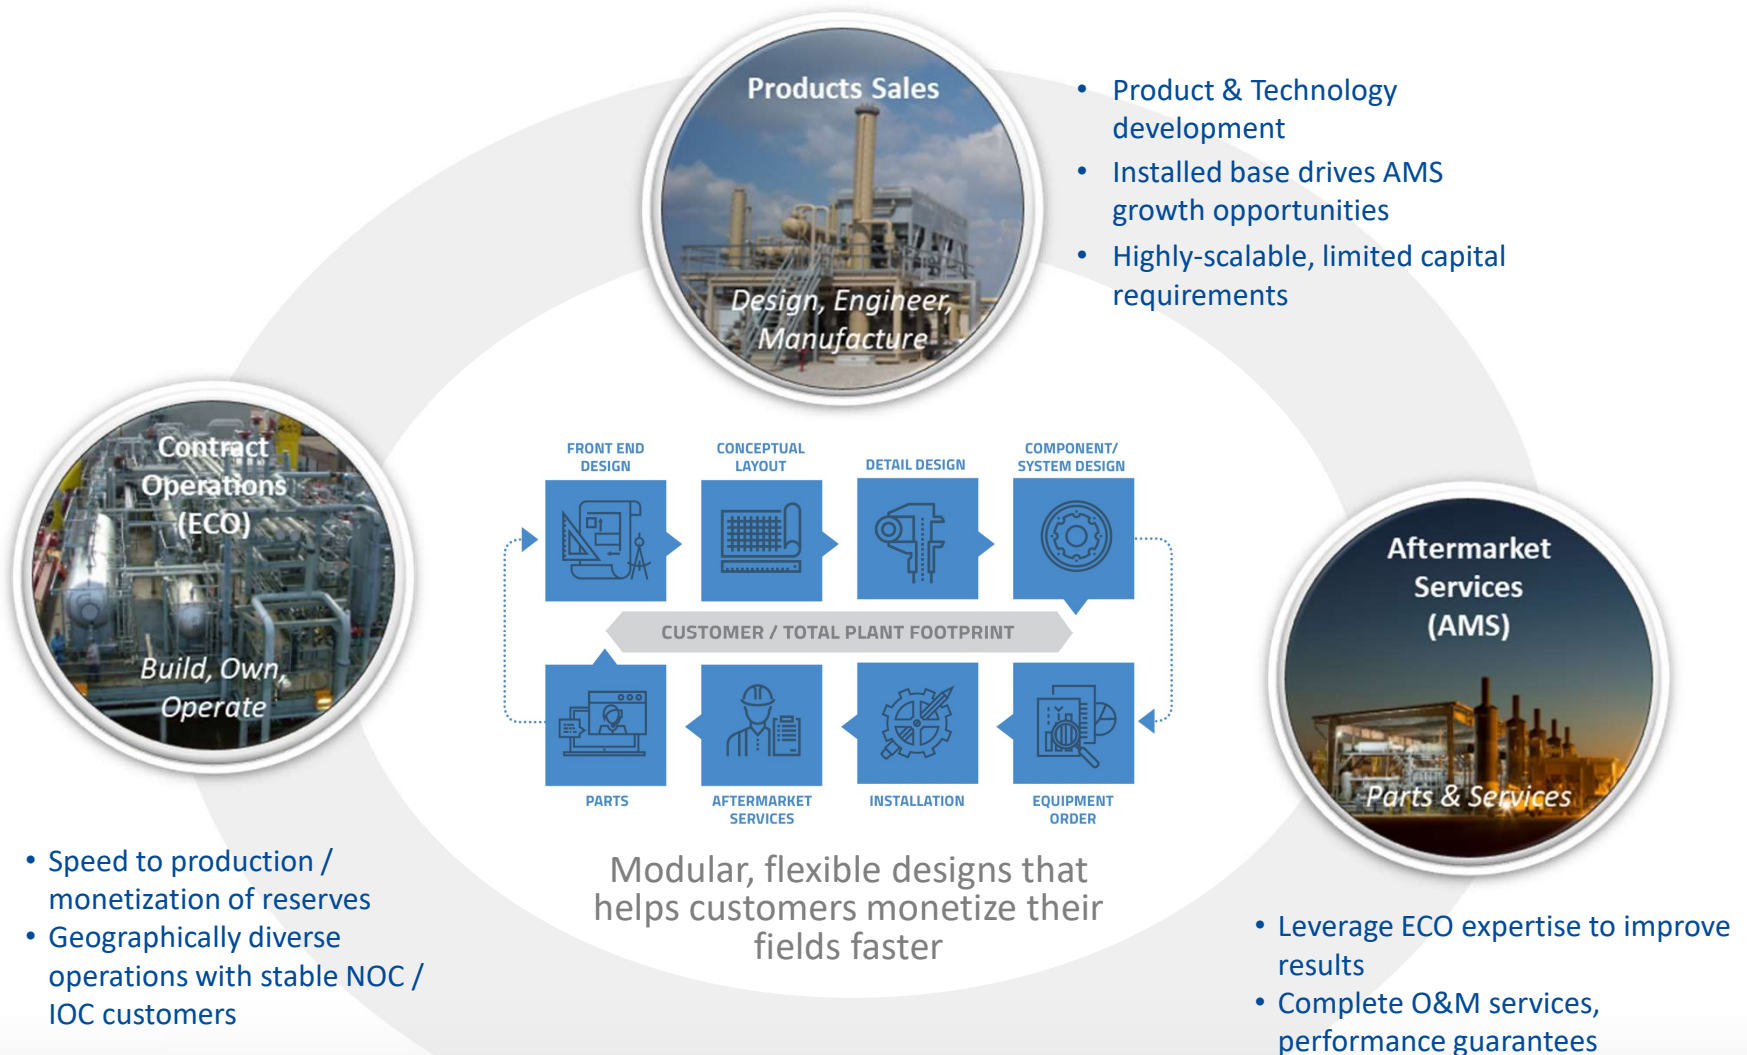 Products Sales
Design, Engineer,
Manufacture
• Product & Technology
development
• Installed base drives AMS
growth opportunities
• Highly-scalable, limited capital
requirements
Contract
Operations
(ECO)
Build, Own,
Operate
• Speed to production /
monetization of reserves
• Geographically diverse
operations with stable NOC /
IOC customers
FRONT END
DESIGN
CONCEPTUAL
LAYOUT
DETAIL DESIGN
COMPONENT/
SYSTEM DESIGN
CUSTOMER / TOTAL PLANT FOOTPRINT
PARTS
AFTERMARKET
SERVICES
INSTALLATION
EQUIPMENT
ORDER
Modular, flexible designs that
helps customers monetize their
fields faster
Aftermarket
Services
(AMS)
Parts & Services
• Leverage ECO expertise to improve
results
• Complete O&M services,
performance guarantees